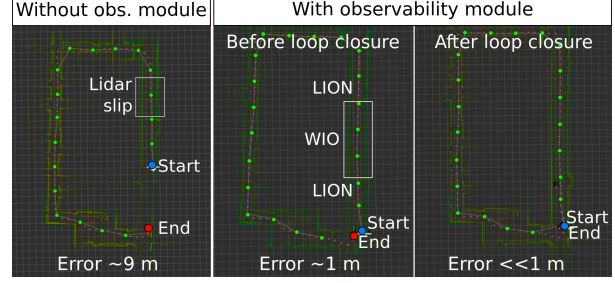 Without obs. module
With observability module
Lidar
slip
Start
End
Error ~9 m
Before loop closure
LION
WIO
LION
Start
End
Error ~1 m
After loop closure
Start
End
Error <<1 m